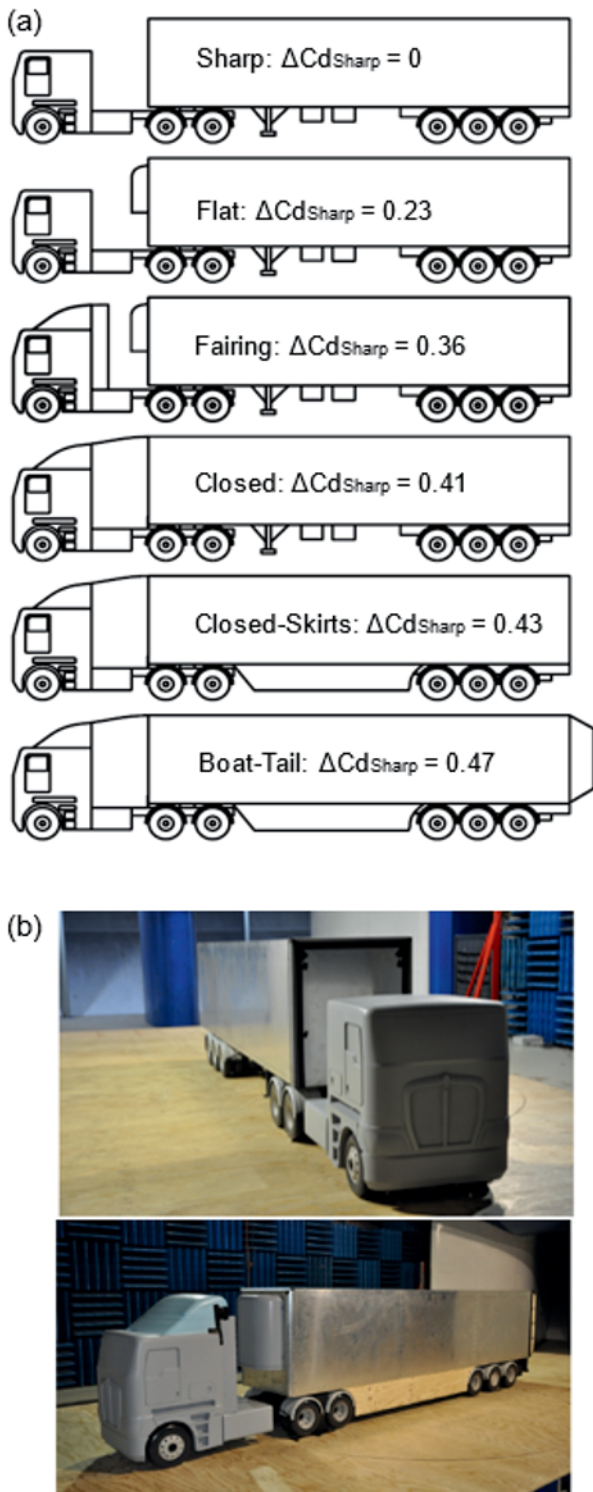 (a)
Sharp: ΔCdSharp = 0
Flat: ΔCdSharp = 0.23
Fairing: ΔCdSharp = 0.36
Closed: ΔCdSharp = 0.41
Closed-Skirts: ΔCdSharp = 0.43
Boat-Tail: ΔCdSharp = 0.47
(b)